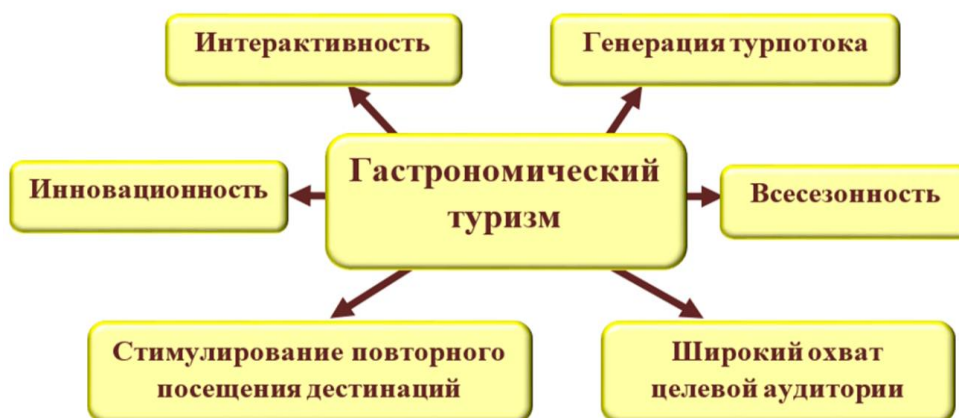 Интерактивность
Генерация турпотока
Гастрономический
туризм
Инновационность
Всесезонность
Стимулирование повторного
посещения дестинаций
Широкий охват
целевой аудитории